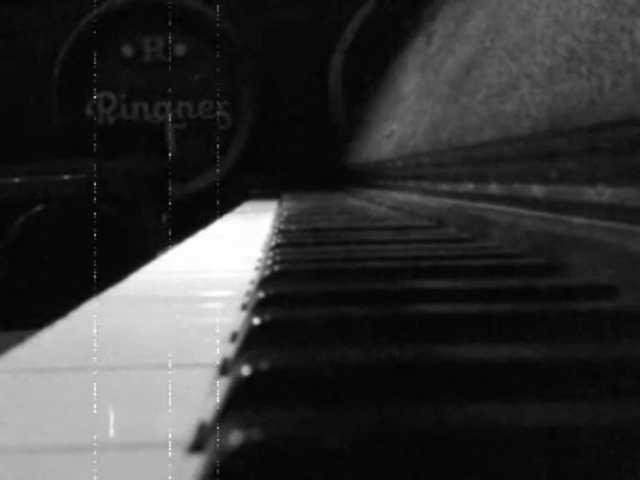 • R •
Ringnes